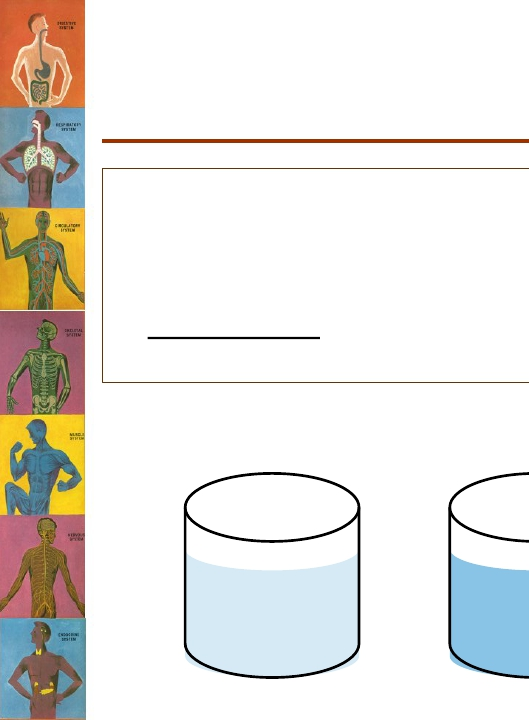 DIGESTIVE
SYSTEM
RESPIRATORY
SYSTEM
CIRCULATORY
SYSTEM
SKELETAL
SYSTEM
MUSCULAR
SYSTEM
NERVOUS
SYSTEM
ENDOCRINE
SYSTEM